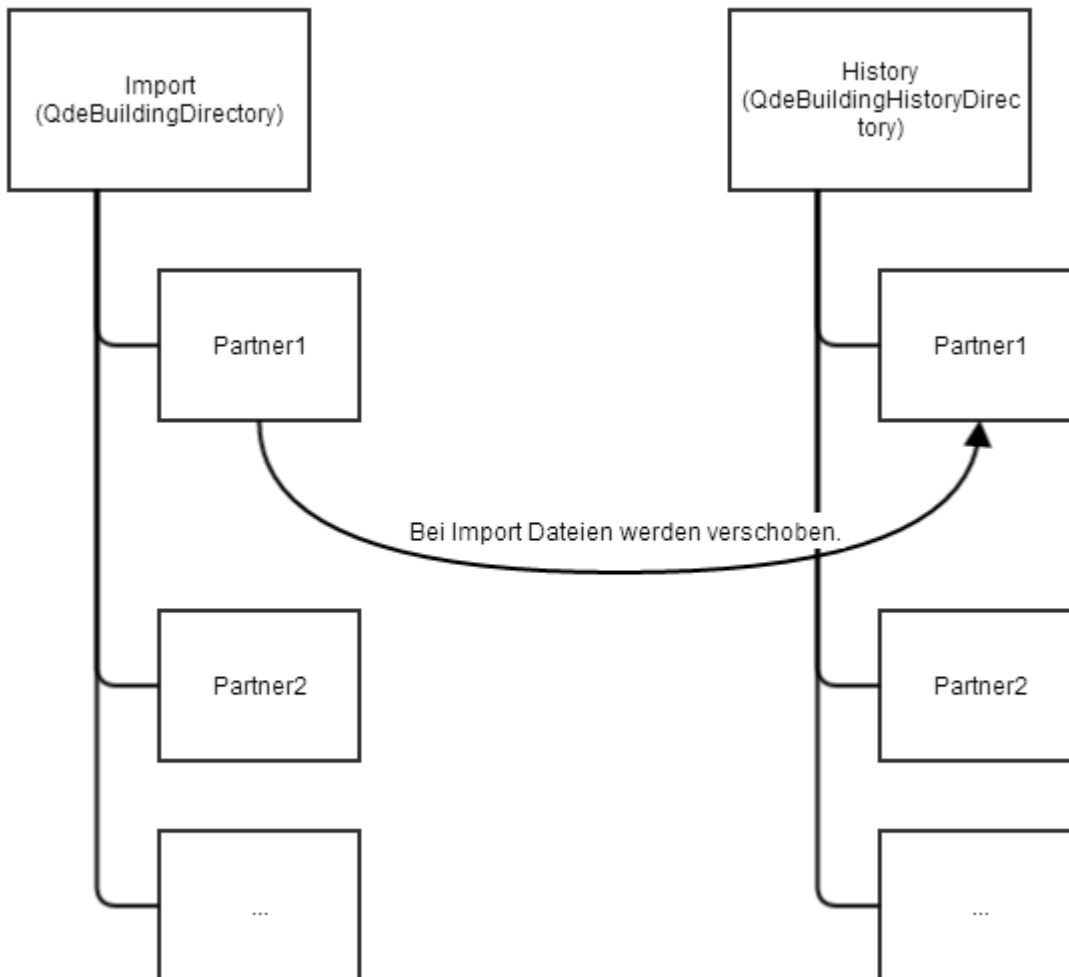 Import
(QdeBuildingDirectory)
History
(QdeBuildingHistoryDirec
tory)
Partner1
Partner1
Bei Import Dateien werden verschoben.
Partner2
Partner2
...
...